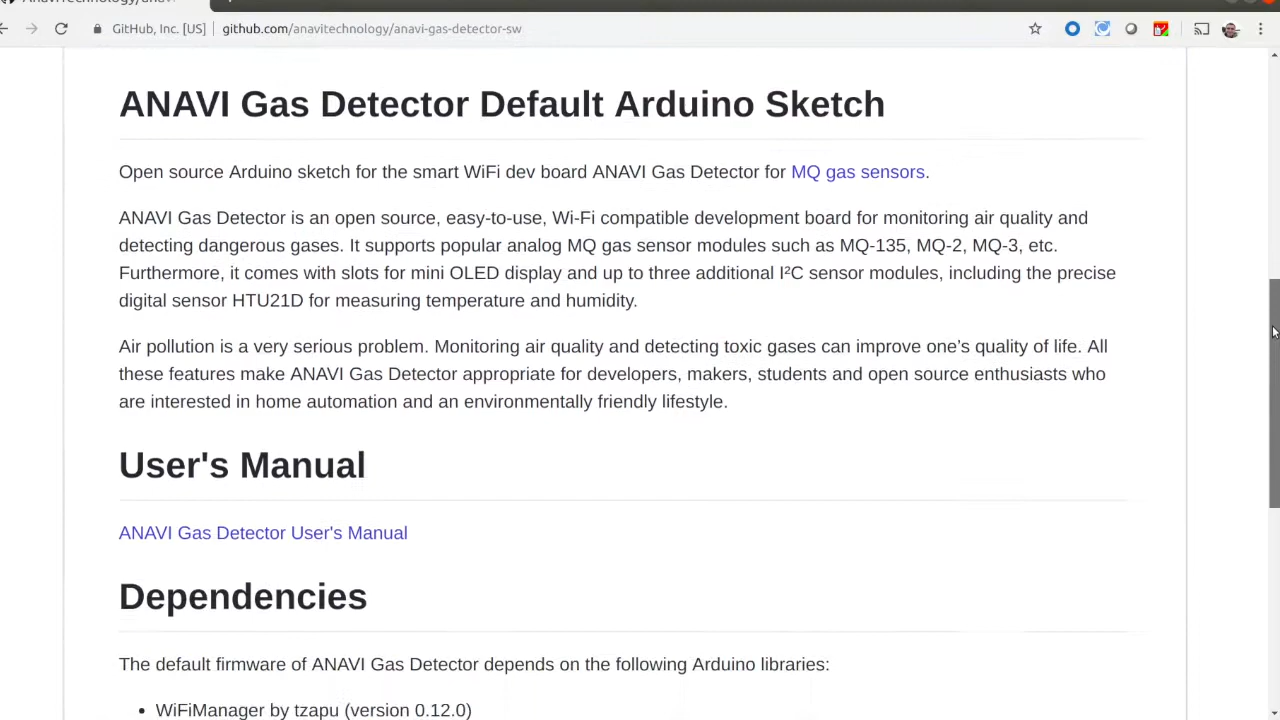 GitHub, Inc. [US]
github.com/anavitechnology/anavi-gas-detector-sw
ANAVI Gas Detector Default Arduino Sketch
Open source Arduino sketch for the smart WiFi dev board ANAVI Gas Detector for MQ gas sensors.
ANAVI Gas Detector is an open source, easy-to-use, Wi-Fi compatible development board for monitoring air quality and
detecting dangerous gases. It supports popular analog MQ gas sensor modules such as MQ-135, MQ-2, MQ-3, etc.
Furthermore, it comes with slots for mini OLED display and up to three additional I²C sensor modules, including the precise
digital sensor HTU21D for measuring temperature and humidity.
Air pollution is a very serious problem. Monitoring air quality and detecting toxic gases can improve one's quality of life. All
these features make ANAVI Gas Detector appropriate for developers, makers, students and open source enthusiasts who
are interested in home automation and an environmentally friendly lifestyle.
User's Manual
ANAVI Gas Detector User's Manual
Dependencies
The default firmware of ANAVI Gas Detector depends on the following Arduino libraries:
• WiFiManager by tzapu (version 0.12.0)